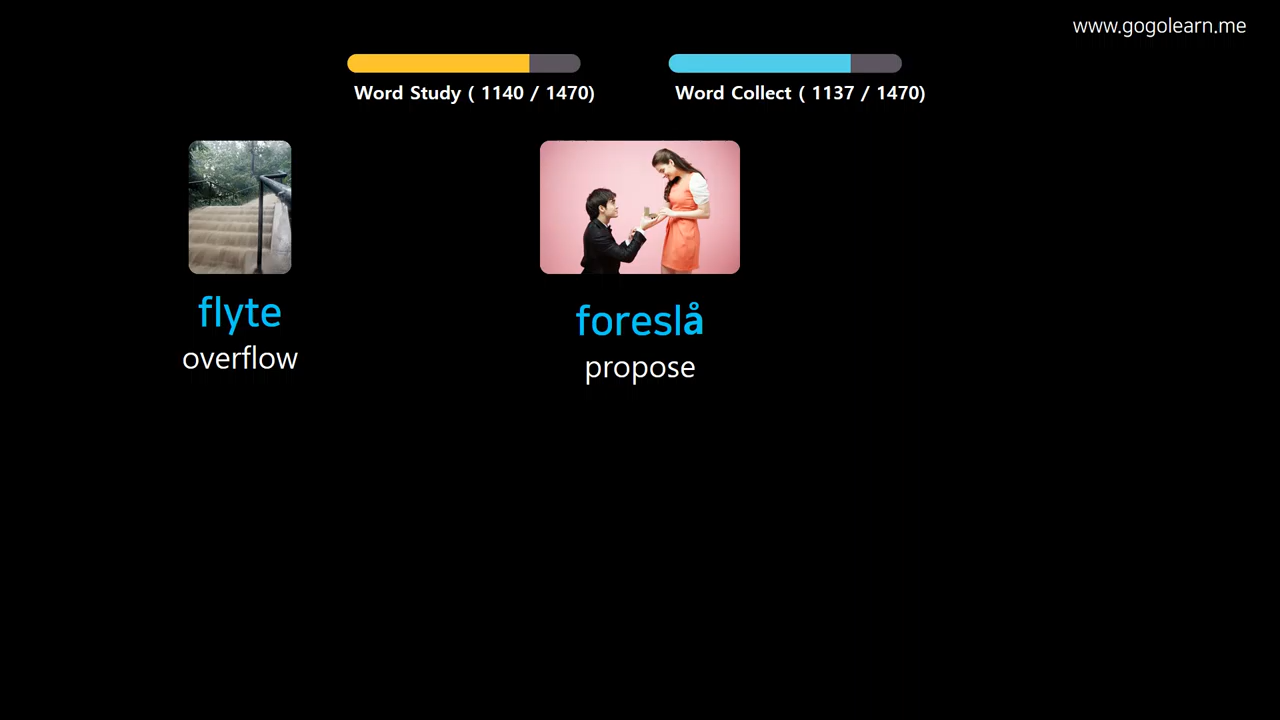 www.gogolearn.me
Word Study ( 1140 / 1470)
Word Collect ( 1137 / 1470)
flyte
overflow
foreslå
propose